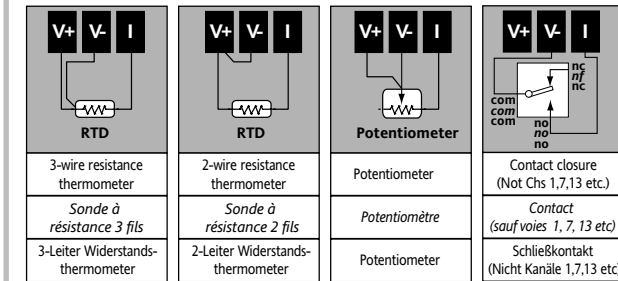 V+ V- I
RTD
3-wire resistance
thermometer
Sonde à
résistance 3 fils
3-Leiter Widerstands-
thermometer
V+ V- I
RTD
2-wire resistance
thermometer
Sonde à
résistance 2 fils
2-Leiter Widerstands-
thermometer
V+ V- I
Potentiometer
Potentiometer
Potentiomètre
Potentiometer
V+ V- I
nc
nf
nc
com
com
com
no
no
no
Contact closure
(Not Chs 1,7,13 etc.)
Contact
(sauf voies 1, 7, 13 etc)
Schließkontakt
(Nicht Kanäle 1,7,13 etc)